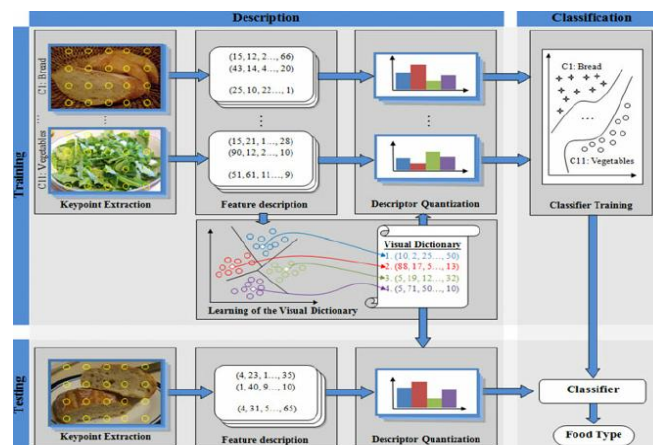 Description
Classification
Training
C1: Bread
(15, 12, 2…, 66)
(43, 14, 4…, 20)
(25, 10, 22…, 1)
C1: Bread
...
C11: Vegetables
...
C11: Vegetables
(15, 21, 1…, 28)
(90, 12, 2…, 10)
(51, 61, 11…, 9)
Keypoint Extraction
Feature description
Descriptor Quantization
Classifier Training
Visual Dictionary
1. (10, 2, 25…, 50)
2. (88, 17, 5…, 13)
3. (5, 19, 12…, 32)
4. (5, 71, 50…, 10)
Learning of the Visual Dictionary
Testing
(4, 23, 1…, 35)
(1, 40, 9…, 10)
(4, 31, 5…, 65)
Keypoint Extraction
Feature description
Descriptor Quantization
Classifier
Food Type